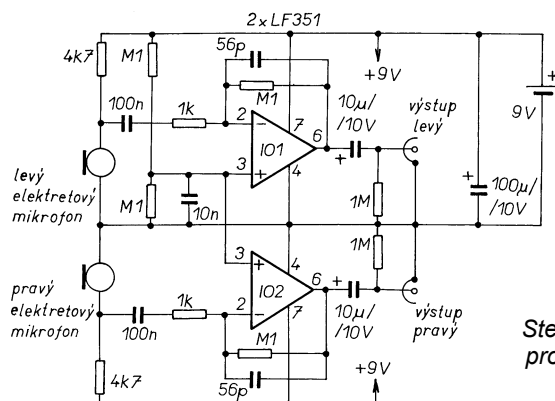 2xLF351
4k7
M1
56p
M1
+9V
100n
1k
10µ/
/10V
výstup
levý
+
9V
2 −
7
6
IO1
3 +
4
+
levý
elektretový
mikrofon
M1
10n
1M
+
100µ/
/10V
1M
pravý
elektretový
mikrofon
3 +
4
6
IO2
2 −
7
+
10µ/
/10V
výstup
pravý
100n
1k
M1
56p
4k7
+9V
Ste
pro